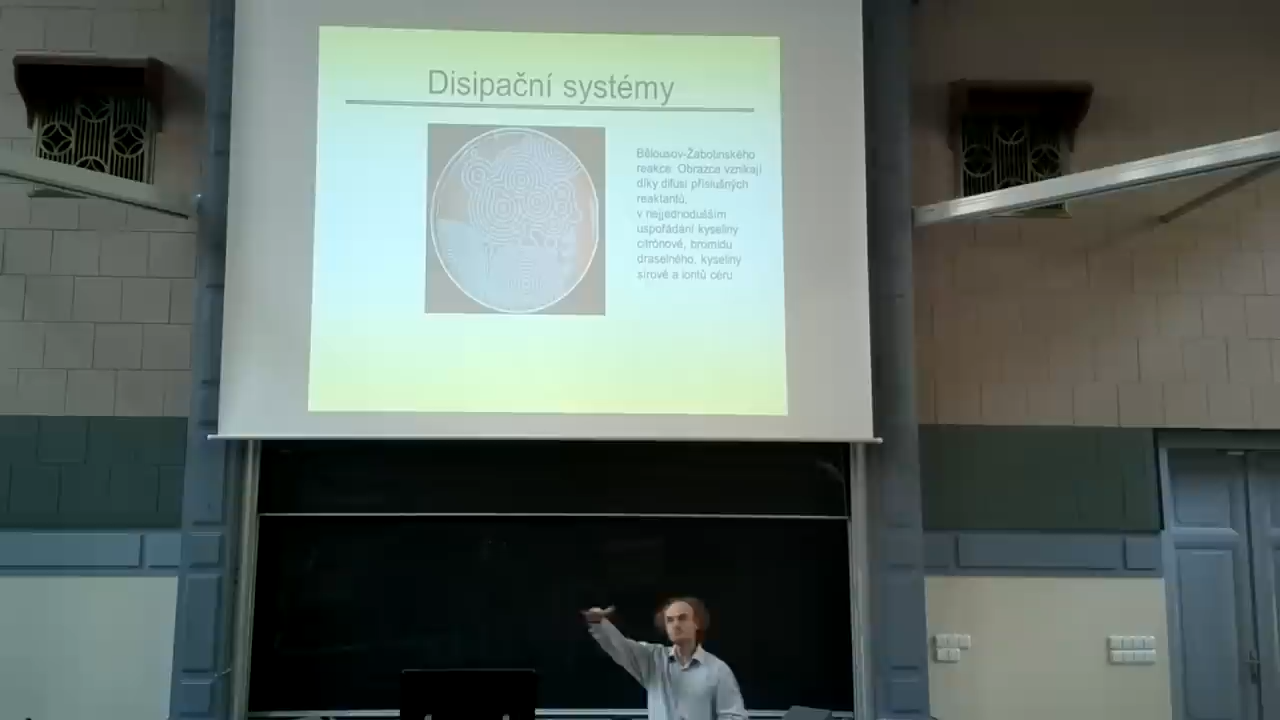 Disipační systémy
Bělousov-Žabotinského
reakce. Obrazca vznikají
díky difusi příslušných
reaktantů,
v nejjednodušším
uspořádání kyseliny
citrónové, bromidu
draselného, kyseliny
sírové a iontů céru